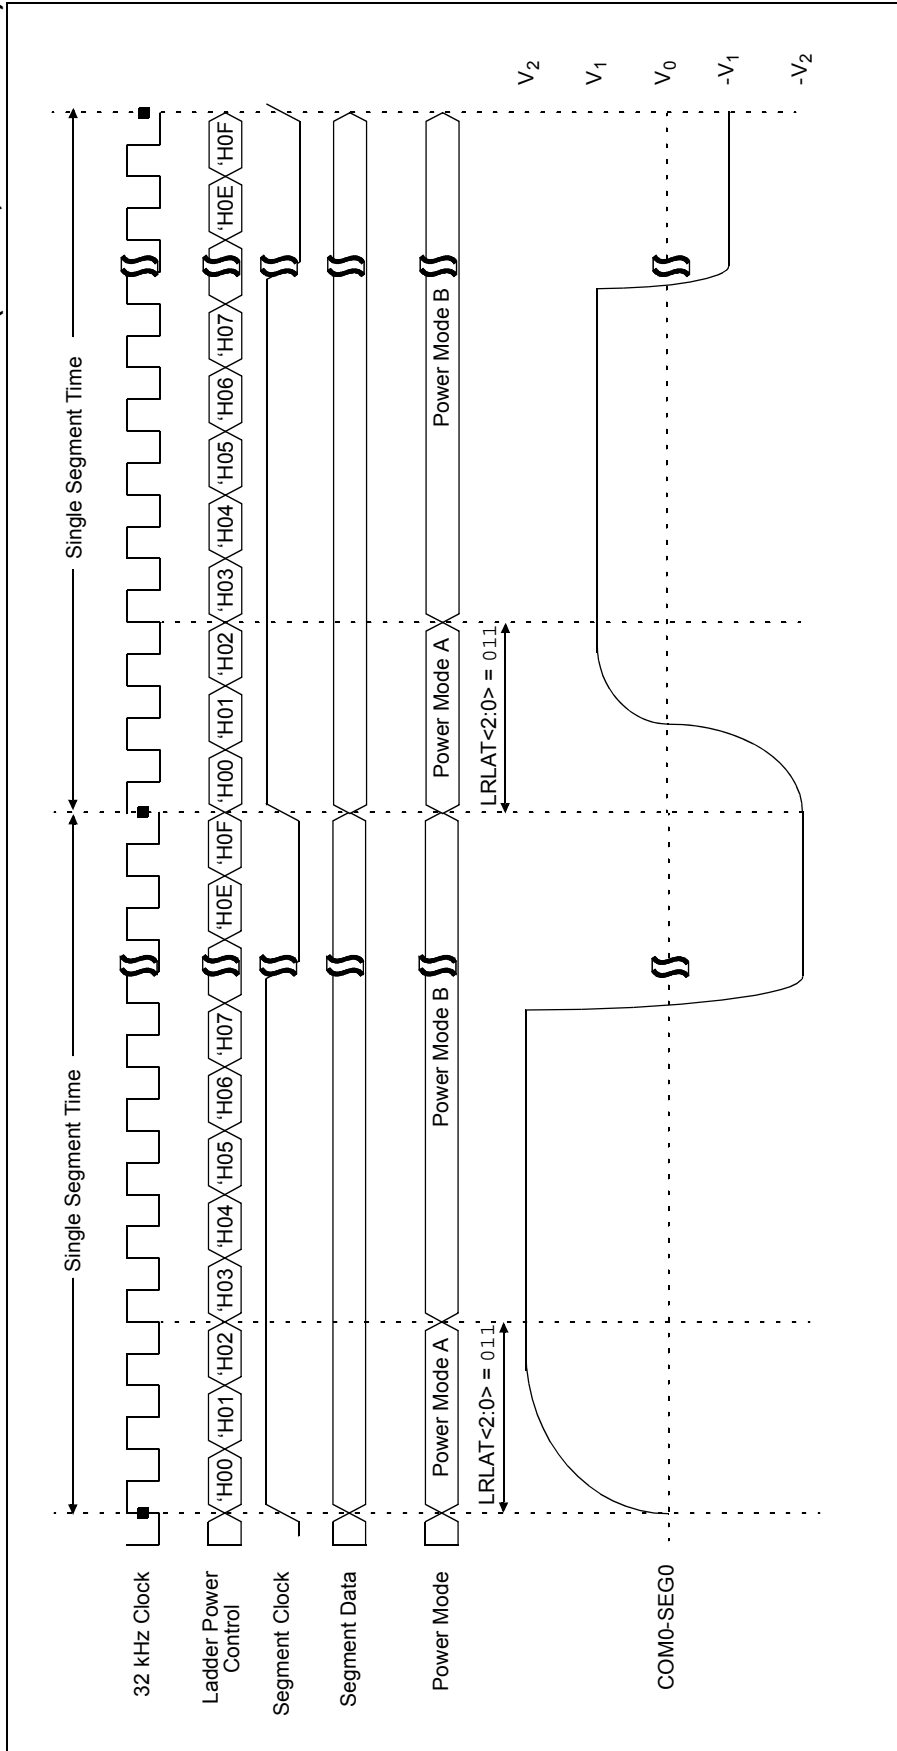 Single Segment Time
Single Segment Time
32 kHz Clock
Ladder Power
Control
'H00 'H01 'H02 'H03 'H04 'H05 'H06 'H07 'H0E 'H0F 'H00 'H01 'H02 'H03 'H04 'H05 'H06 'H07 'H0E 'H0F
Segment Clock
Segment Data
Power Mode
Power Mode A
Power Mode B
Power Mode A
Power Mode B
LRLAT<2:0> = 011
LRLAT<2:0> = 011
COM0-SEG0
V2
V1
V0
-V1
-V2